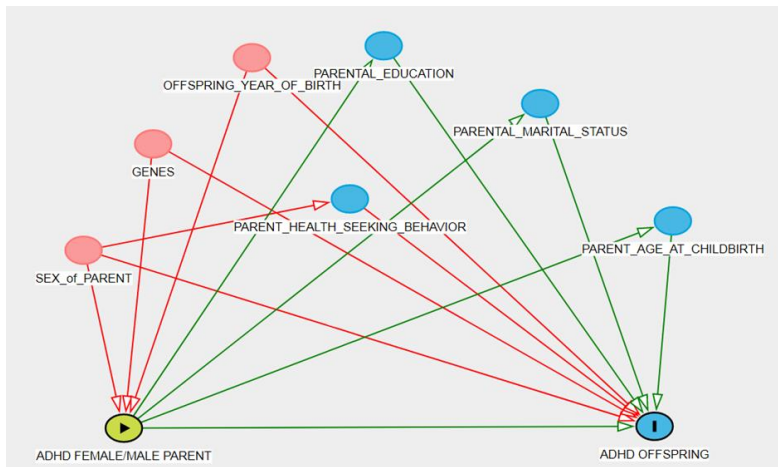 PARENTAL_EDUCATION
OFFSPRING_YEAR_OF_BIRTH
PARENTAL_MARITAL_STATUS
GENES
PARENT_HEALTH_SEEKING_BEHAVIOR
PARENT_AGE_AT_CHILDBIRTH
SEX_of_PARENT
ADHD FEMALE/MALE PARENT
ADHD OFFSPRING